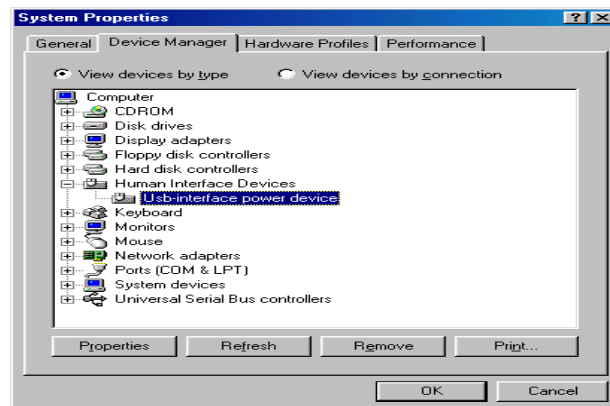 System Properties
General Device Manager Hardware Profiles Performance
View devices by type View devices by connection
Computer
CDROM
Disk drives
Display adapters
Floppy disk controllers
Hard disk controllers
Human Interface Devices
Usb-interface power device
Keyboard
Monitors
Mouse
Network adapters
Ports (COM & LPT)
System devices
Universal Serial Bus controllers
Properties Refresh Remove Print...
OK Cancel